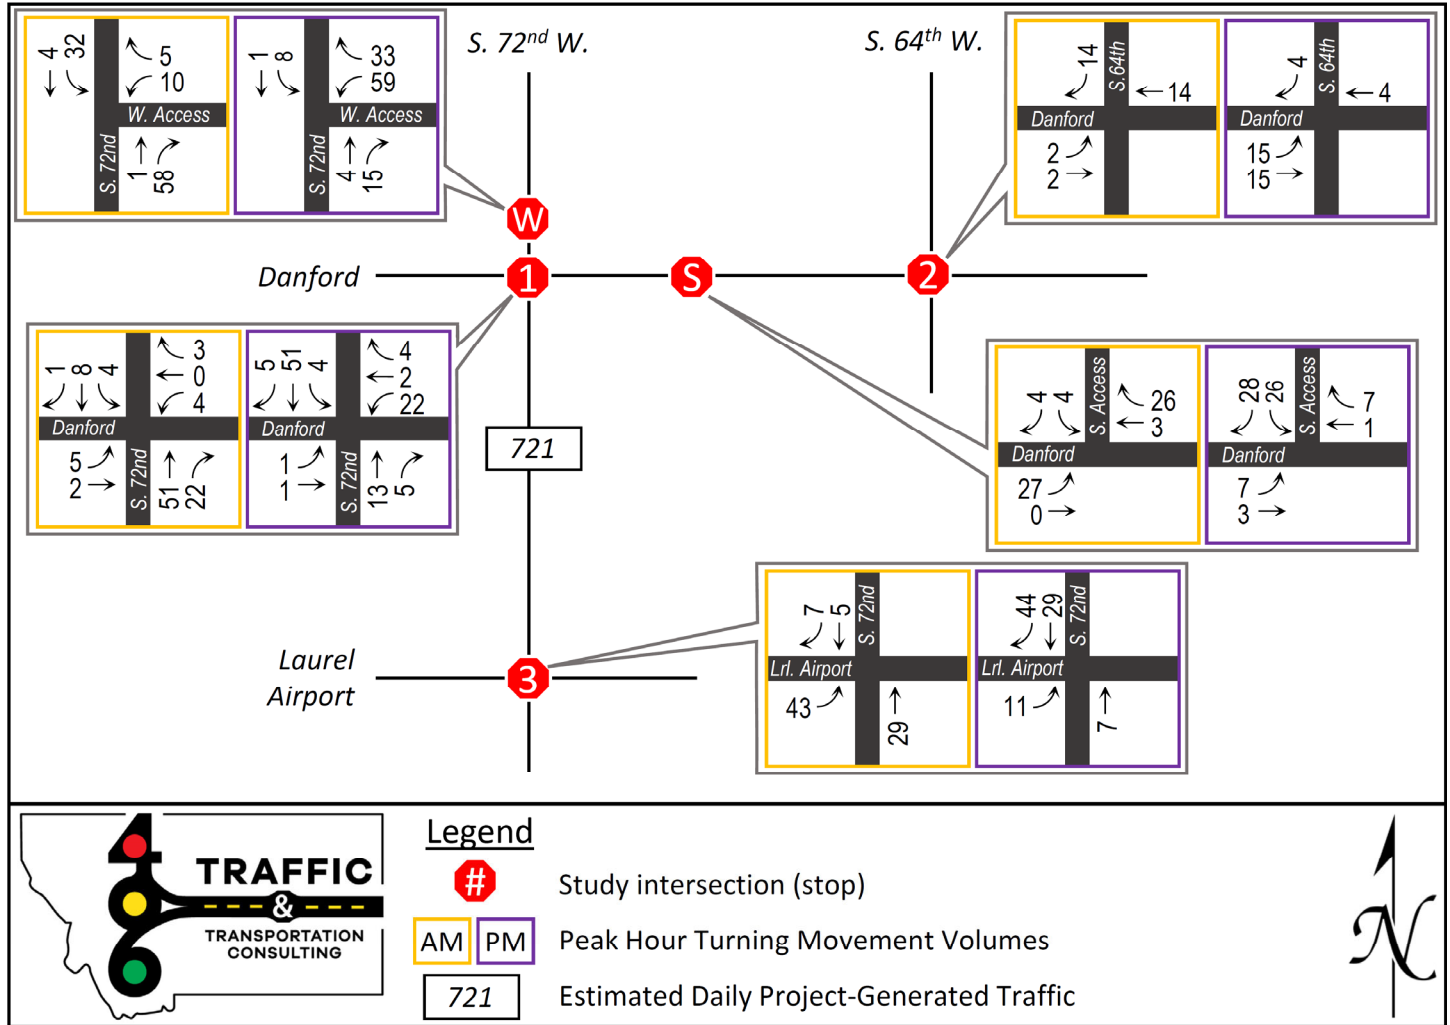 S. 72nd W.
S. 64th W.
4 32
5
10
W. Access
S. 72nd
1 58
1 8
33
59
W. Access
S. 72nd
4 15
14
S. 64th
14
Danford
2
2
4
S. 64th
4
Danford
15
15
W
Danford
1
S
2
1 8 4
3
0
4
Danford
5
2
S. 72nd
51 22
5 51 4
4
2
22
Danford
1
1
S. 72nd
13 5
721
4 4
S. Access
26
3
Danford
27
0
28 26
S. Access
7
1
Danford
7
3
Laurel
Airport
3
7 5
S. 72nd
Lrl. Airport
43
29
44 29
S. 72nd
Lrl. Airport
11
7
406
TRAFFIC
&
TRANSPORTATION
CONSULTING
Legend
# Study intersection (stop)
AM PM Peak Hour Turning Movement Volumes
721 Estimated Daily Project-Generated Traffic
N